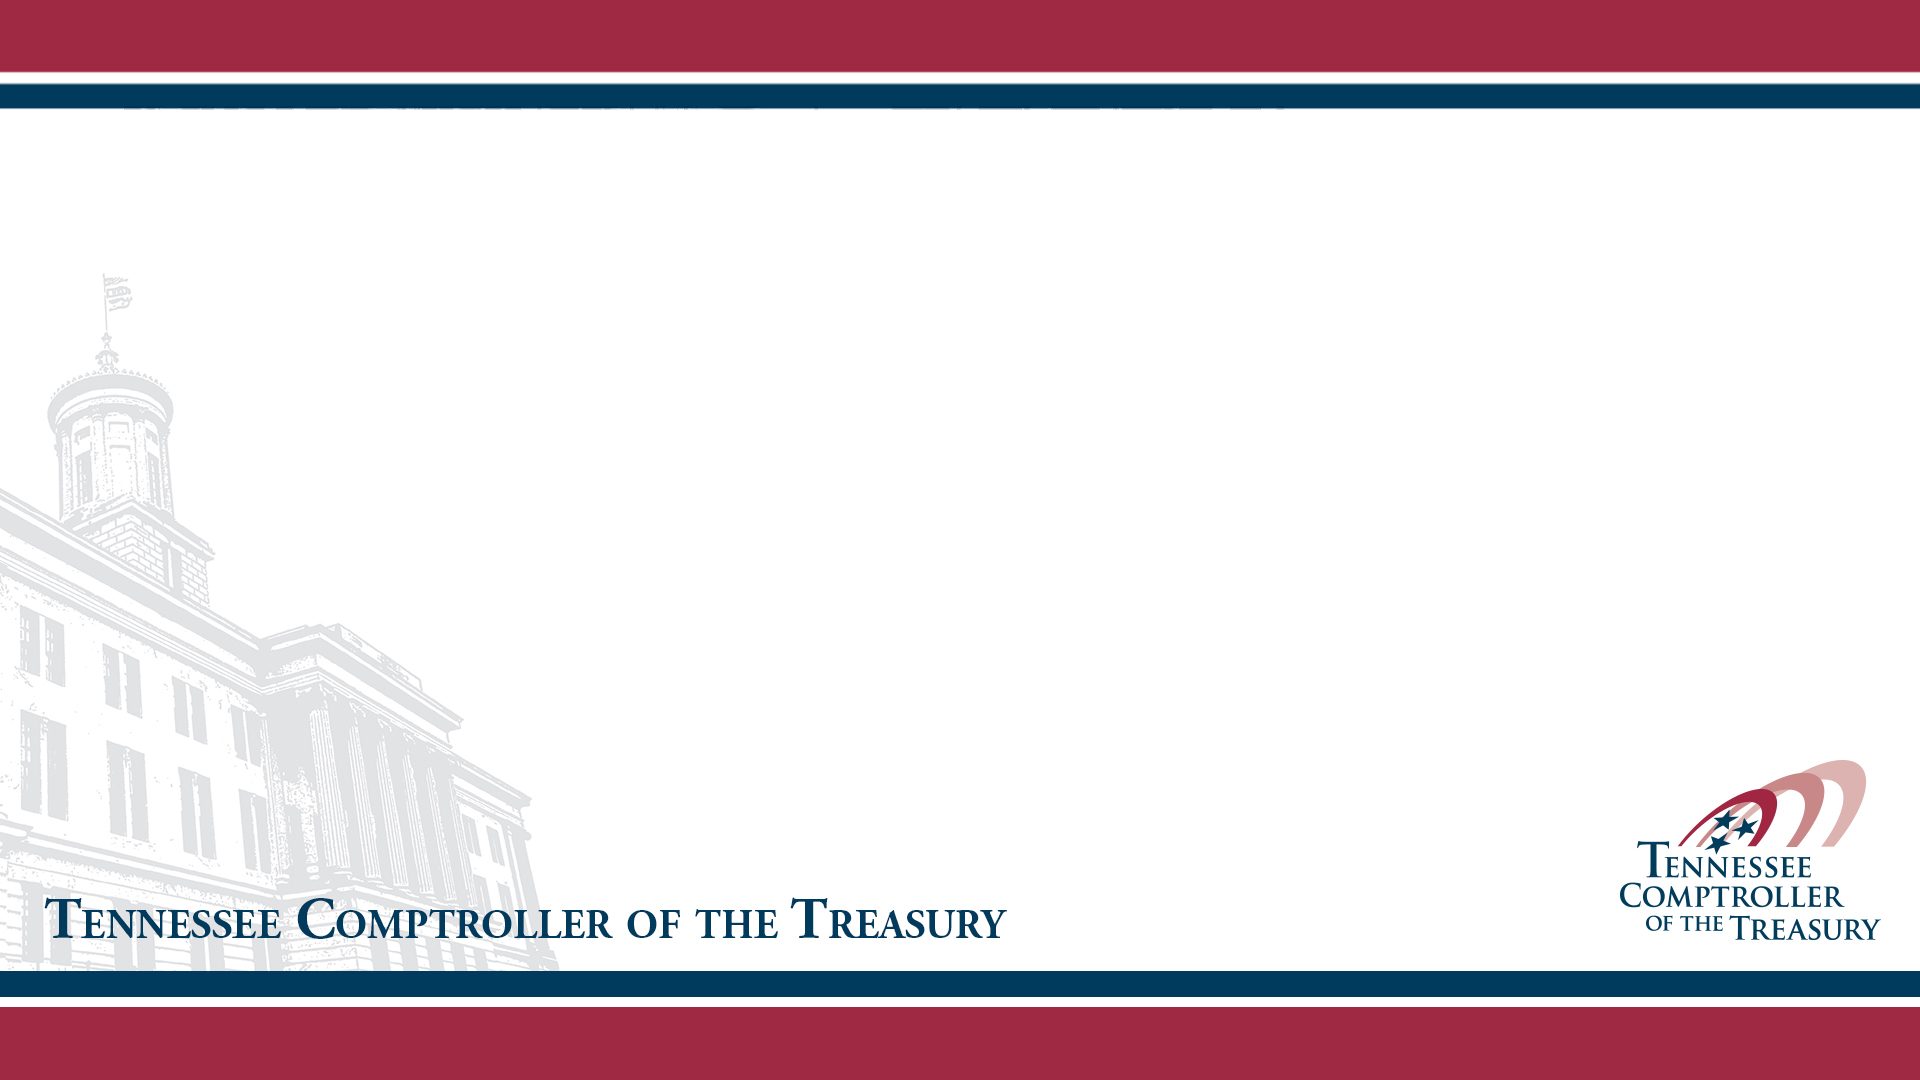 TENNESSEE COMPTROLLER OF THE TREASURY
TENNESSEE
COMPTROLLER
OF THE TREASURY